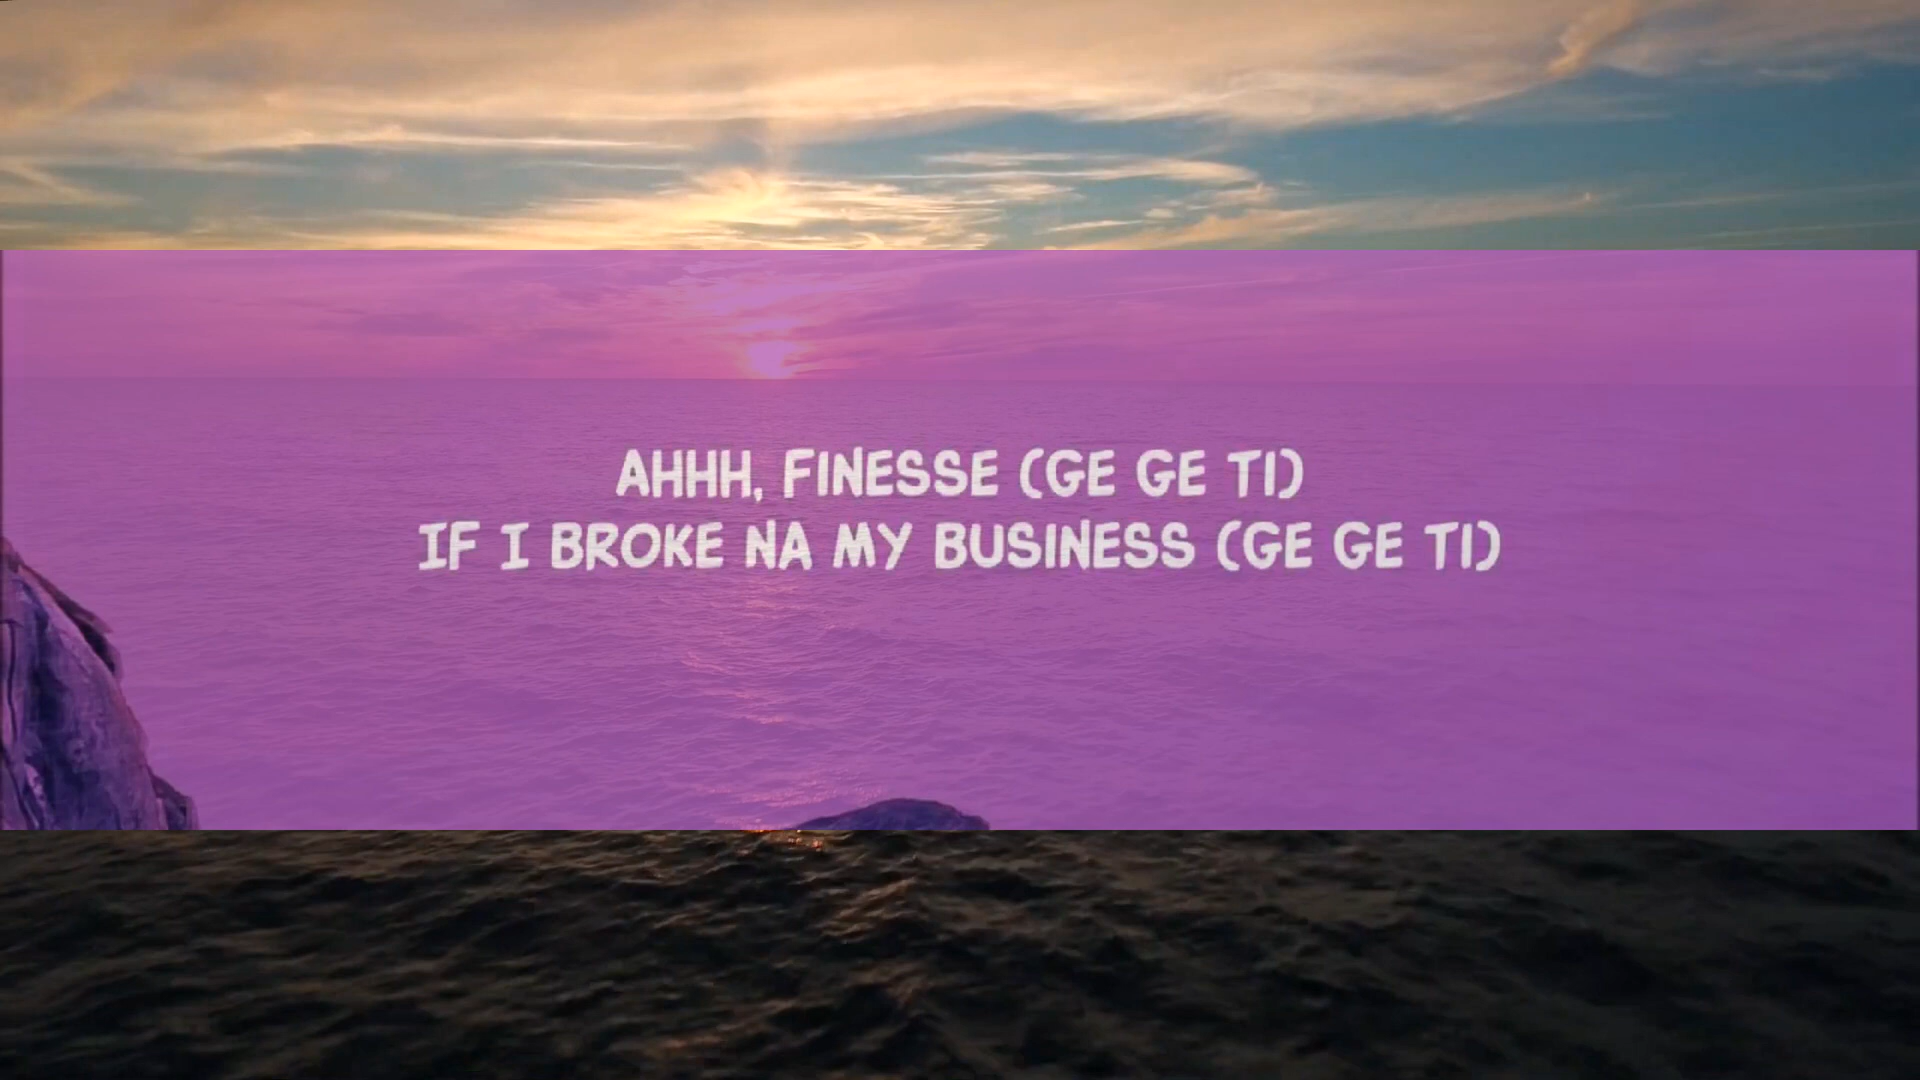 AHHH, FINESSE (GE GE TI)
IF I BROKE NA MY BUSINESS (GE GE TI)